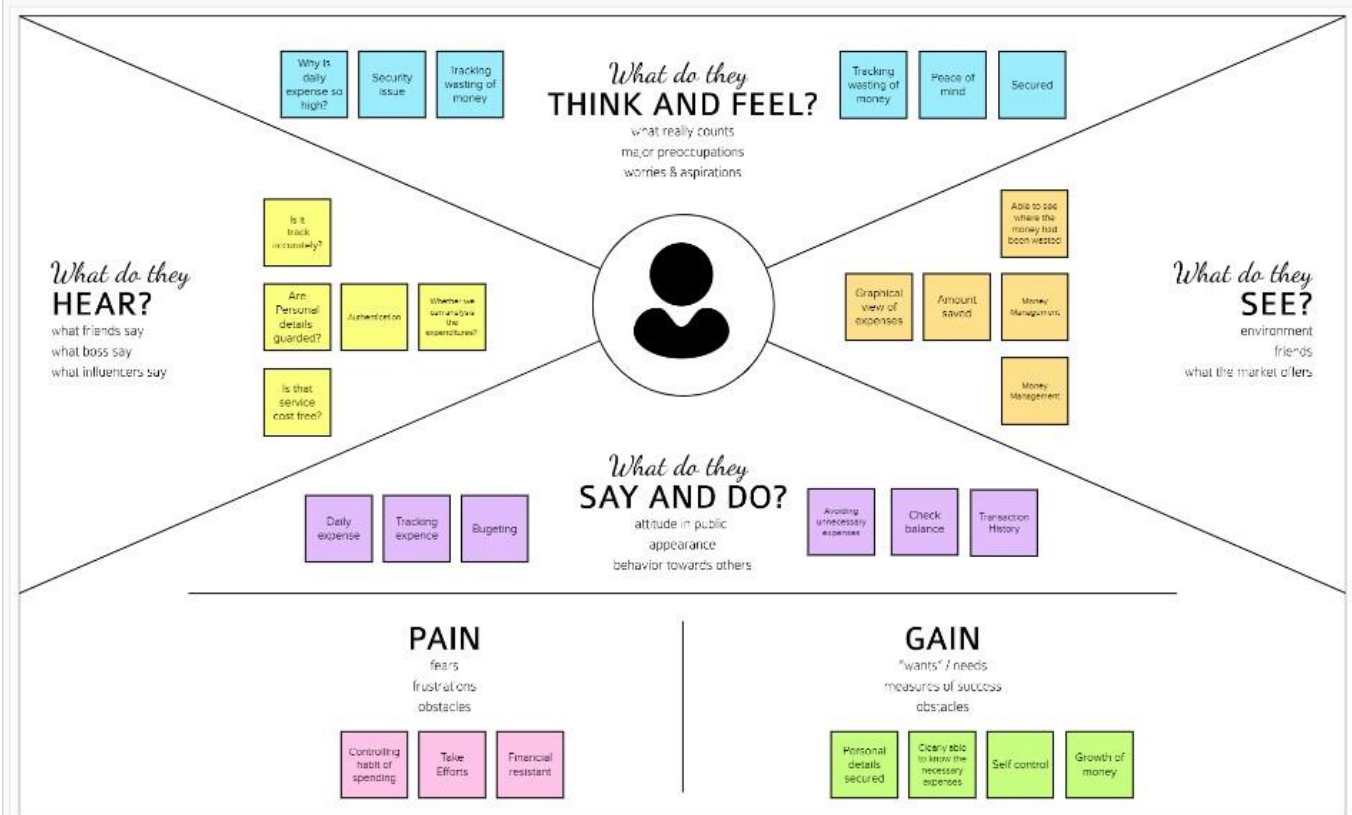 Why is
daily
expense so
high?
Security
issue
Tracking
wasting of
money
What do they
THINK AND FEEL?
what really counts
major preoccupations
worries & aspirations
Tracking
wasting of
money
Peace of
mind
Secured
What do they
HEAR?
what friends say
what boss say
what influencers say
Is it
track
accurately?
Are
Personal
details
guarded?
Authentication
Whether we
can analysis
the
expenditures?
Is that
service
cost free?
Able to see
where the
money had
been wasted
Graphical
view of
expenses
Amount
saved
Money
Management
Money
Management
What do they
SEE?
environment
friends
what the market offers
What do they
SAY AND DO?
attitude in public
appearance
behavior towards others
Daily
expense
Tracking
expence
Bugeting
Avoiding
unnecessary
expenses
Check
balance
Transaction
History
PAIN
fears
frustrations
obstacles
Controlling
habit of
spending
Take
Efforts
Financial
resistant
GAIN
"wants" / needs
measures of success
obstacles
Personal
details
secured
Clearly able
to know the
necessary
expenses
Self control
Growth of
money